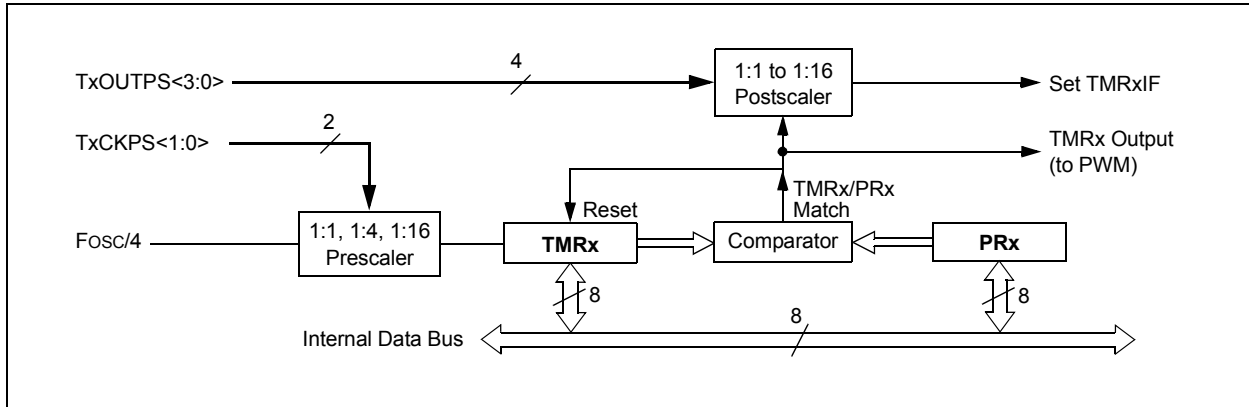 TxOUTPS<3:0>
4
1:1 to 1:16
Postscaler
Set TMRxIF
TxCKPS<1:0>
2
TMRx Output
(to PWM)
TMRx/PRx
Match
Reset
FOSC/4
1:1, 1:4, 1:16
Prescaler
TMRx
Comparator
PRx
8
8
Internal Data Bus
8